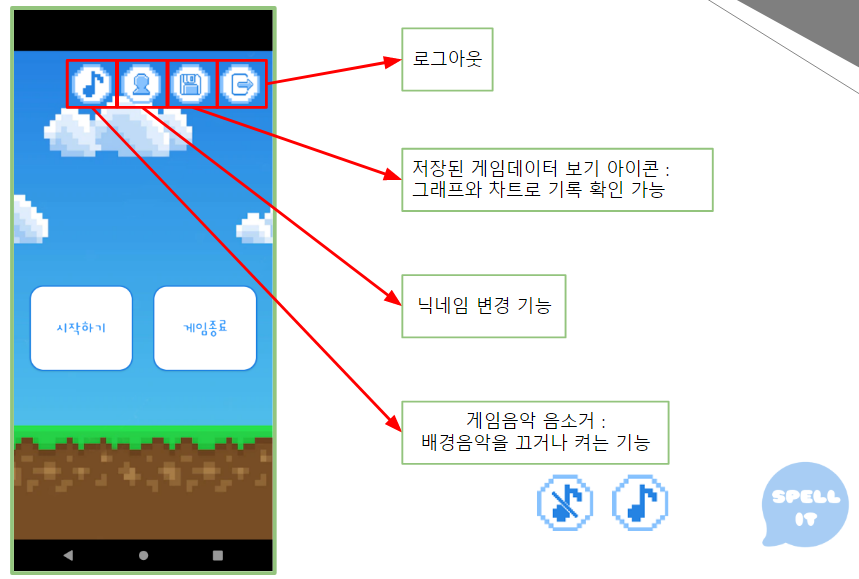 로그아웃
저장된 게임데이터 보기 아이콘 :
그래프와 차트로 기록 확인 가능
닉네임 변경 기능
시작하기
게임종료
게임음악 음소거 :
배경음악을 끄거나 켜는 기능
SPELL
IT